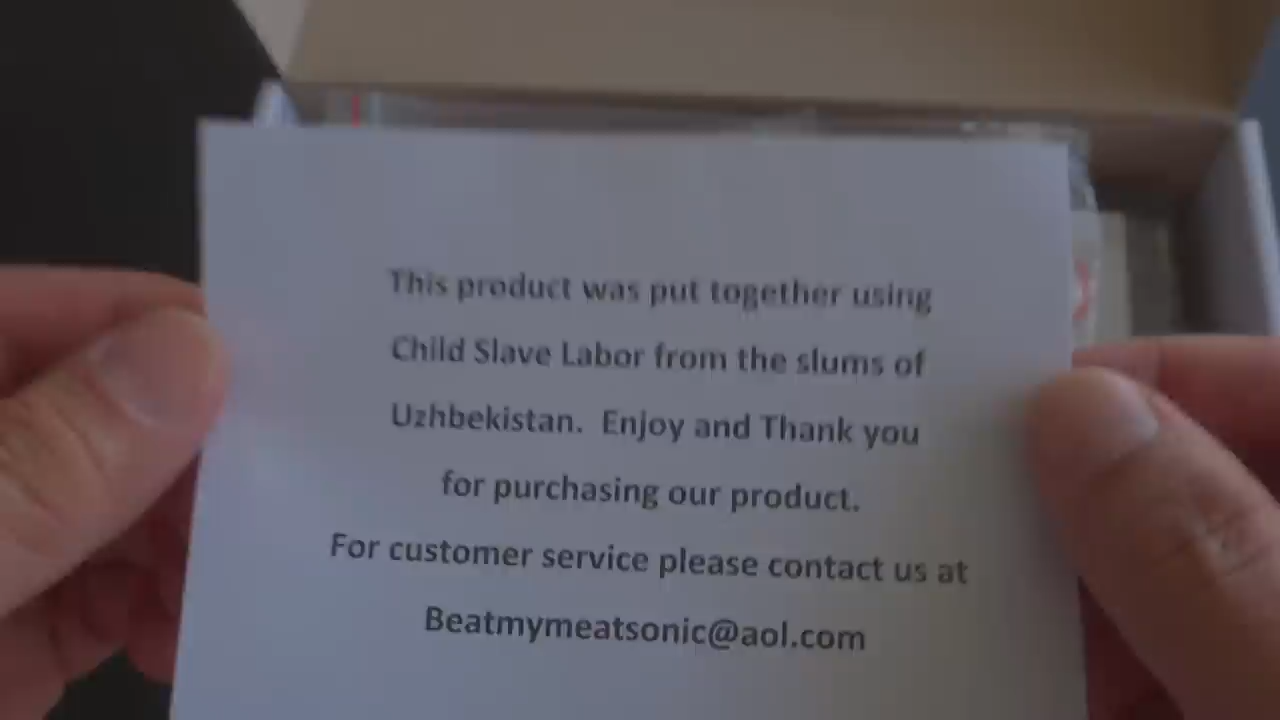 This product was put together using
Child Slave Labor from the slums of
Uzhbekistan.  Enjoy and Thank you
for purchasing our product.
For customer service please contact us at
Beatmymeatsonic@aol.com